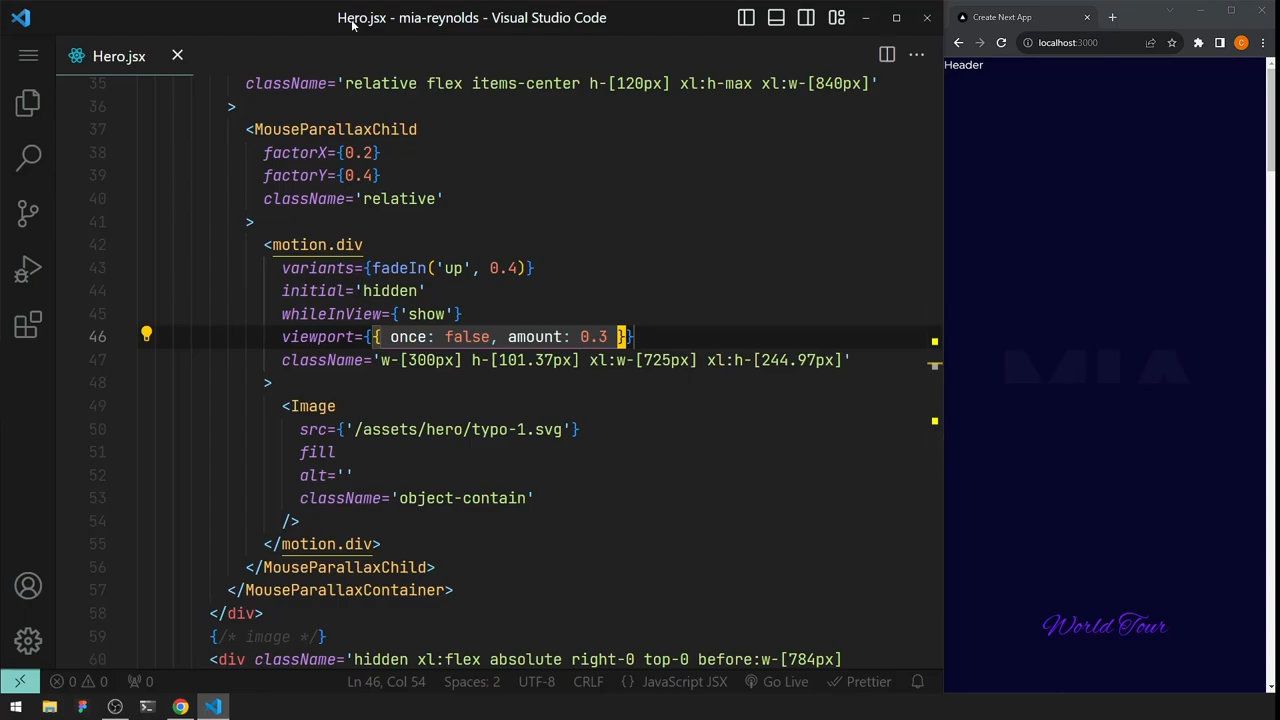 Hero.jsx - mia-reynolds - Visual Studio Code
Hero.jsx
35 className='relative flex items-center h-[120px] xl:h-max xl:w-[840px]'
36 >
37 <MouseParallaxChild
38 factorX={0.2}
39 factorY={0.4}
40 className='relative'
41 >
42 <motion.div
43 variants={fadeIn('up', 0.4)}
44 initial='hidden'
45 whileInView={'show'}
46 viewport={{ once: false, amount: 0.3 }}
47 className='w-[300px] h-[101.37px] xl:w-[725px] xl:h-[244.97px]'
48 >
49 <Image
50 src={'/assets/hero/typo-1.svg'}
51 fill
52 alt=''
53 className='object-contain'
54 />
55 </motion.div>
56 </MouseParallaxChild>
57 </MouseParallaxContainer>
58 </div>
59 {/* image */}
60 <div className='hidden xl:flex absolute right-0 top-0 before:w-[784px]
0 0 0 Ln 46, Col 54 Spaces: 2 UTF-8 CRLF {} JavaScript JSX Go Live Prettier
Create Next App
localhost:3000
C
Header
MIA
World Tour